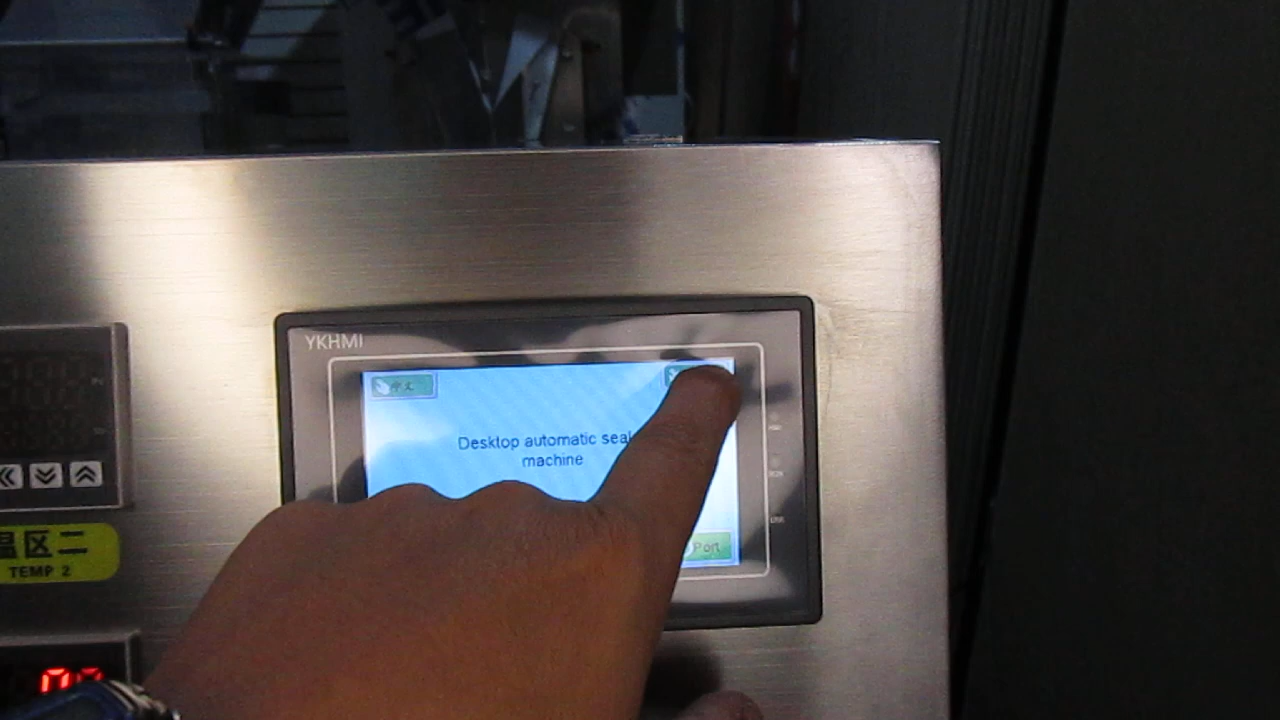 YKHMI
中文
Desktop automatic seal
machine
Port
温区二
TEMP 2